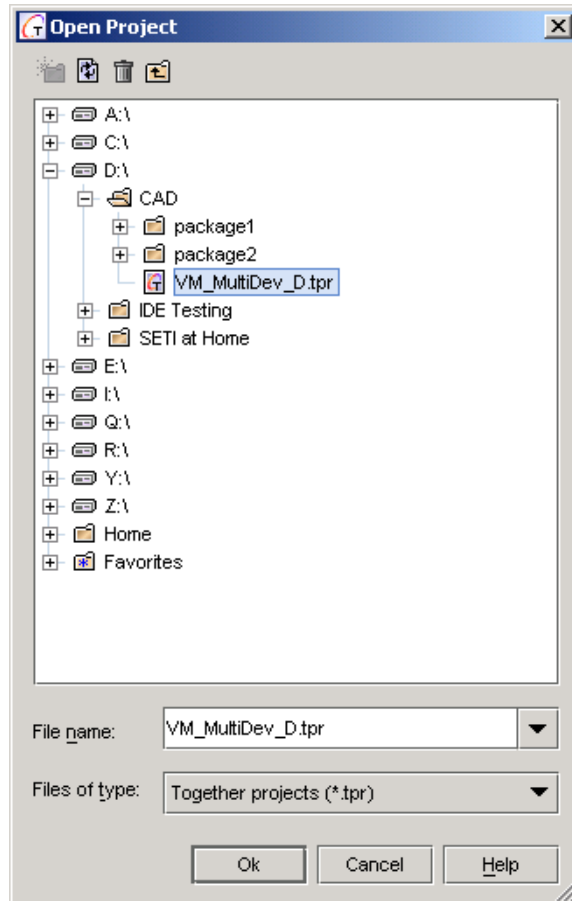 Open Project
A:\
C:\
D:\
CAD
package1
package2
VM_MultiDev_D.tpr
IDE Testing
SETI at Home
E:\
I:\
Q:\
R:\
Y:\
Z:\
Home
Favorites
File name: VM_MultiDev_D.tpr
Files of type: Together projects (*.tpr)
Ok Cancel Help